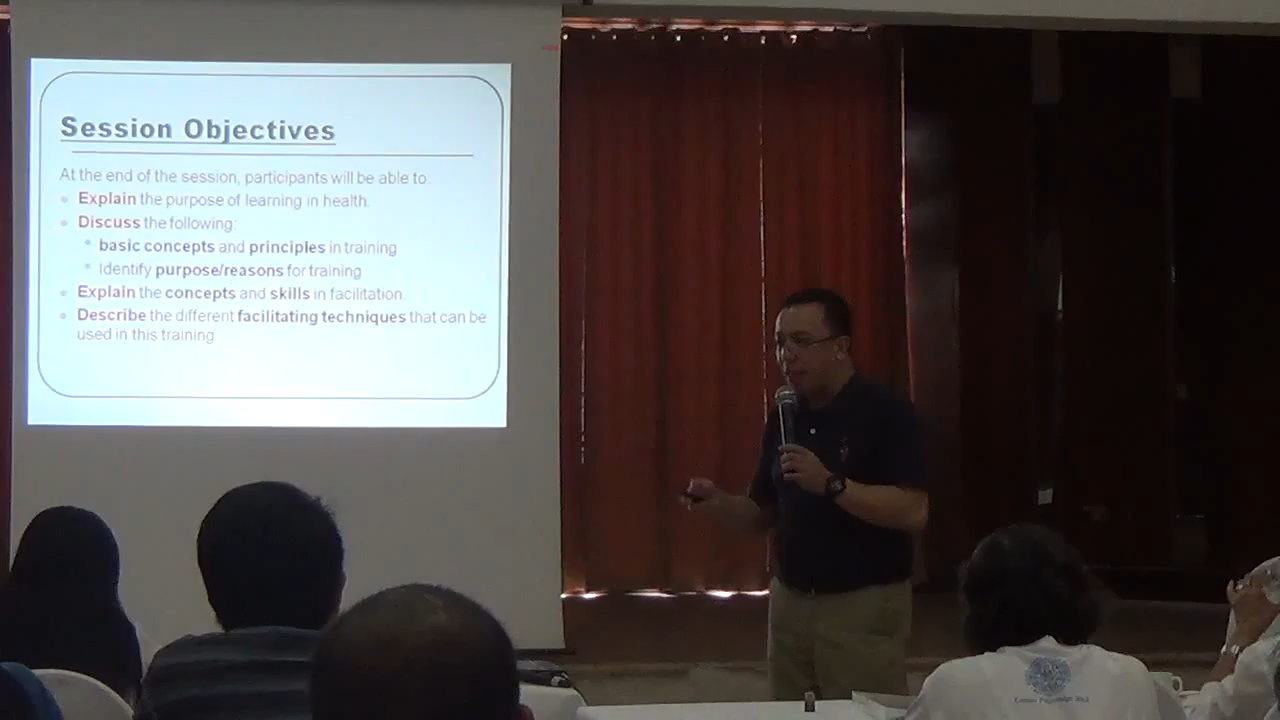 Session Objectives
At the end of the session, participants will be able to
Explain the purpose of learning in health.
Discuss the following:
basic concepts and principles in training
Identify purpose/reasons for training
Explain the concepts and skills in facilitation.
Describe the different facilitating techniques that can be
used in this training